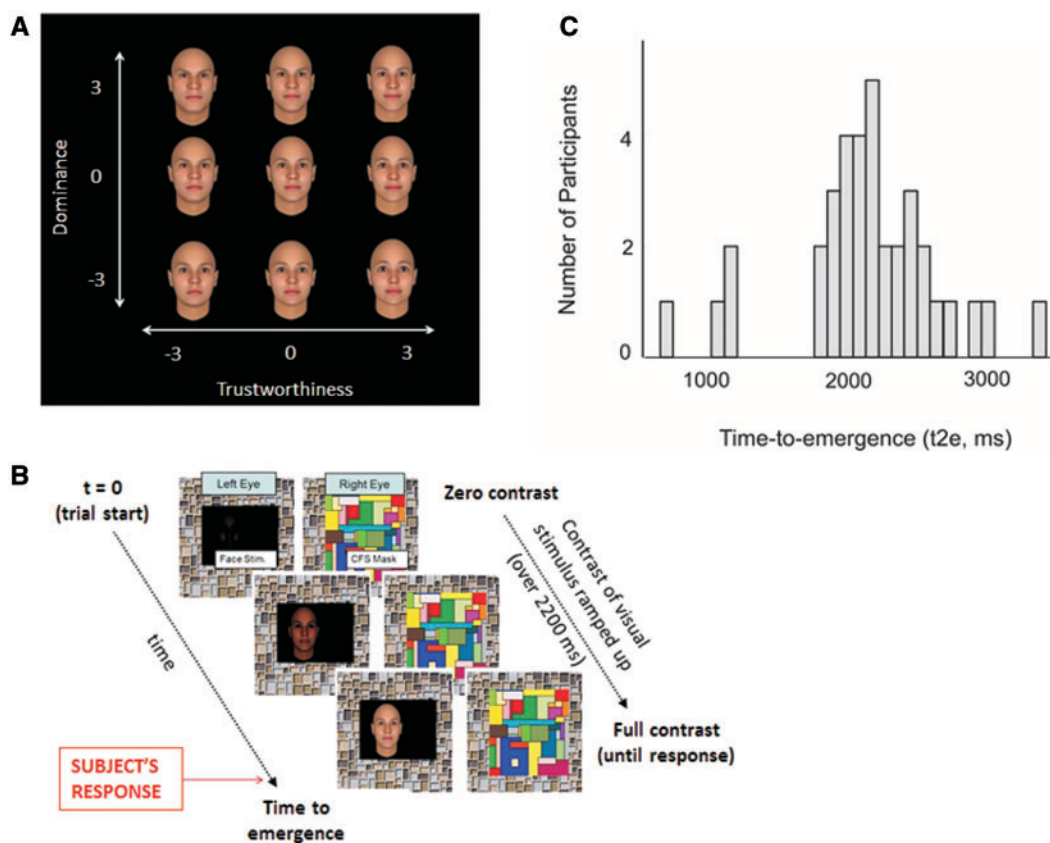 A
3
0
-3
Dominance
-3
0
3
Trustworthiness
C
4
2
0
Number of Participants
1000
2000
3000
Time-to-emergence (t2e, ms)
B
t = 0
(trial start)
Left Eye
Right Eye
Face Stim.
CFS Mask
time
Zero contrast
Contrast of visual
stimulus ramped up
(over 2200 ms)
Full contrast
(until response)
SUBJECT'S
RESPONSE
Time to
emergence